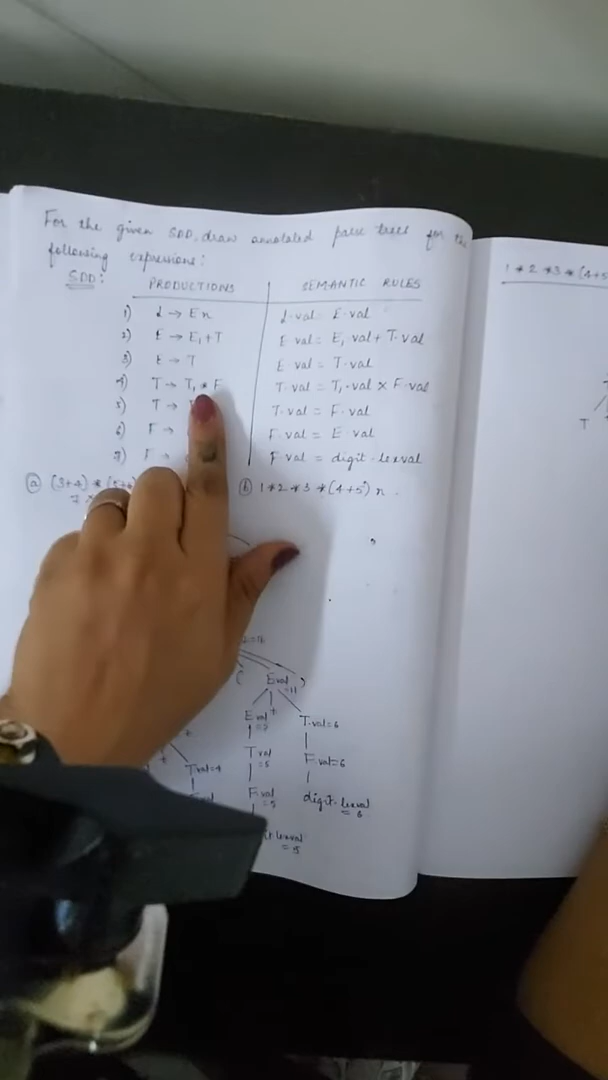 For the given SDD, draw annotated parse trees for the
following expressions:
SDD:
PRODUCTIONS SEMANTIC RULES
1) L → En L.val = E.val
2) E → E₁ + T E.val = E₁.val + T.val
3) E → T E.val = T.val
4) T → T₁ * F T.val = T₁.val × F.val
5) T → T.val = F.val
6) F → F.val = E.val
7) F → F.val = digit.lexval
(a) (3+4) * (5+6) (b) 1 * 2 * 3 * (4+5) n.
1 * 2 * 3 * (4+5
T
( E.val )
=11
E.val + T.val=6
T.val=4 T.val F.val=6
=5
F.val digit.lexval
=5 = 6
= 5